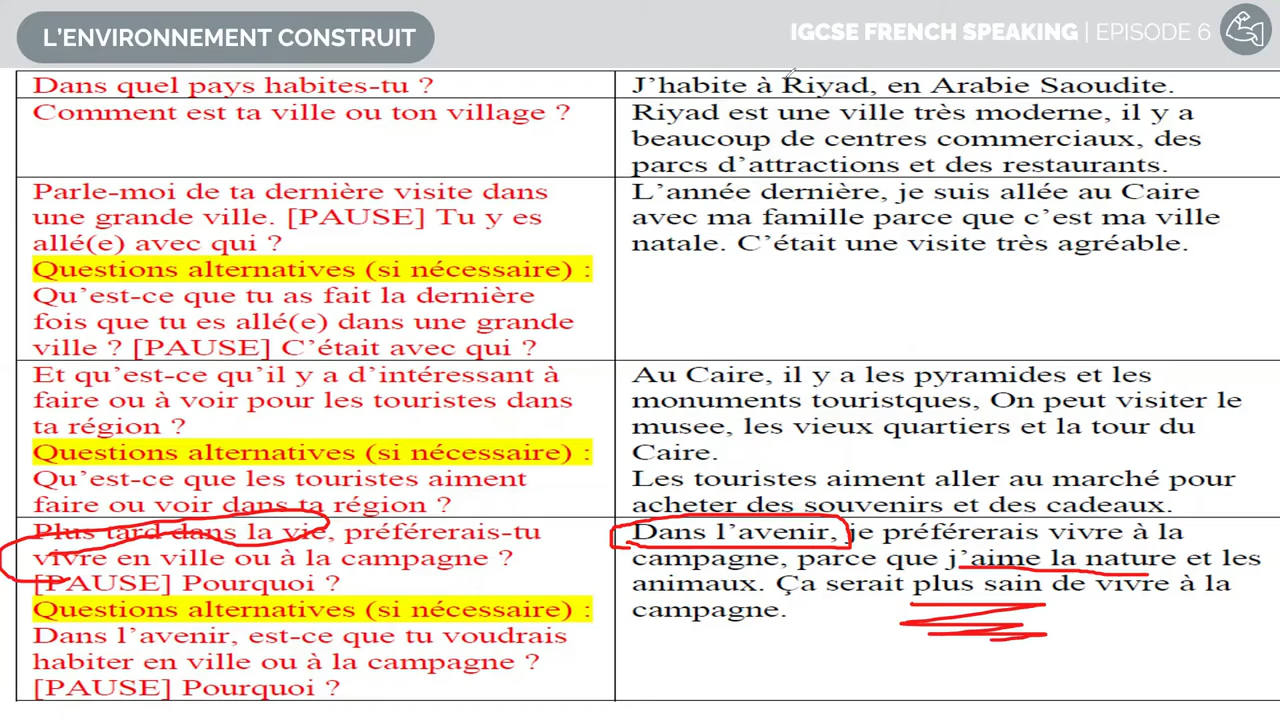 L'ENVIRONNEMENT CONSTRUIT
IGCSE FRENCH SPEAKING | EPISODE 6
Dans quel pays habites-tu ?
J'habite à Riyad, en Arabie Saoudite.
Comment est ta ville ou ton village ?
Riyad est une ville très moderne, il y a
beaucoup de centres commerciaux, des
parcs d'attractions et des restaurants.
Parle-moi de ta dernière visite dans
une grande ville. [PAUSE] Tu y es
allé(e) avec qui ?
Questions alternatives (si nécessaire) :
Qu'est-ce que tu as fait la dernière
fois que tu es allé(e) dans une grande
ville ? [PAUSE] C'était avec qui ?
L'année dernière, je suis allée au Caire
avec ma famille parce que c'est ma ville
natale. C'était une visite très agréable.
Et qu'est-ce qu'il y a d'intéressant à
faire ou à voir pour les touristes dans
ta région ?
Questions alternatives (si nécessaire) :
Qu'est-ce que les touristes aiment
faire ou voir dans ta région ?
Au Caire, il y a les pyramides et les
monuments touristques, On peut visiter le
musee, les vieux quartiers et la tour du
Caire.
Les touristes aiment aller au marché pour
acheter des souvenirs et des cadeaux.
Plus tard dans la vie, préférerais-tu
vivre en ville ou à la campagne ?
[PAUSE] Pourquoi ?
Questions alternatives (si nécessaire) :
Dans l'avenir, est-ce que tu voudrais
habiter en ville ou à la campagne ?
[PAUSE] Pourquoi ?
Dans l'avenir, je préférerais vivre à la
campagne, parce que j'aime la nature et les
animaux. Ça serait plus sain de vivre à la
campagne.